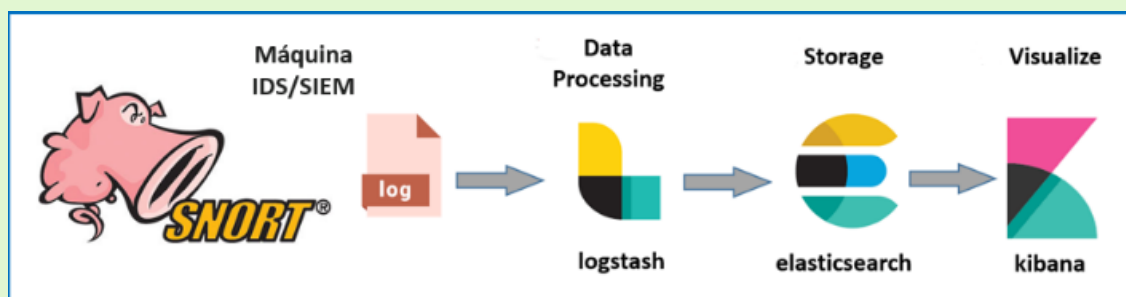 Máquina
IDS/SIEM
Data
Processing
Storage
Visualize
log
SNORT®
logstash
elasticsearch
kibana